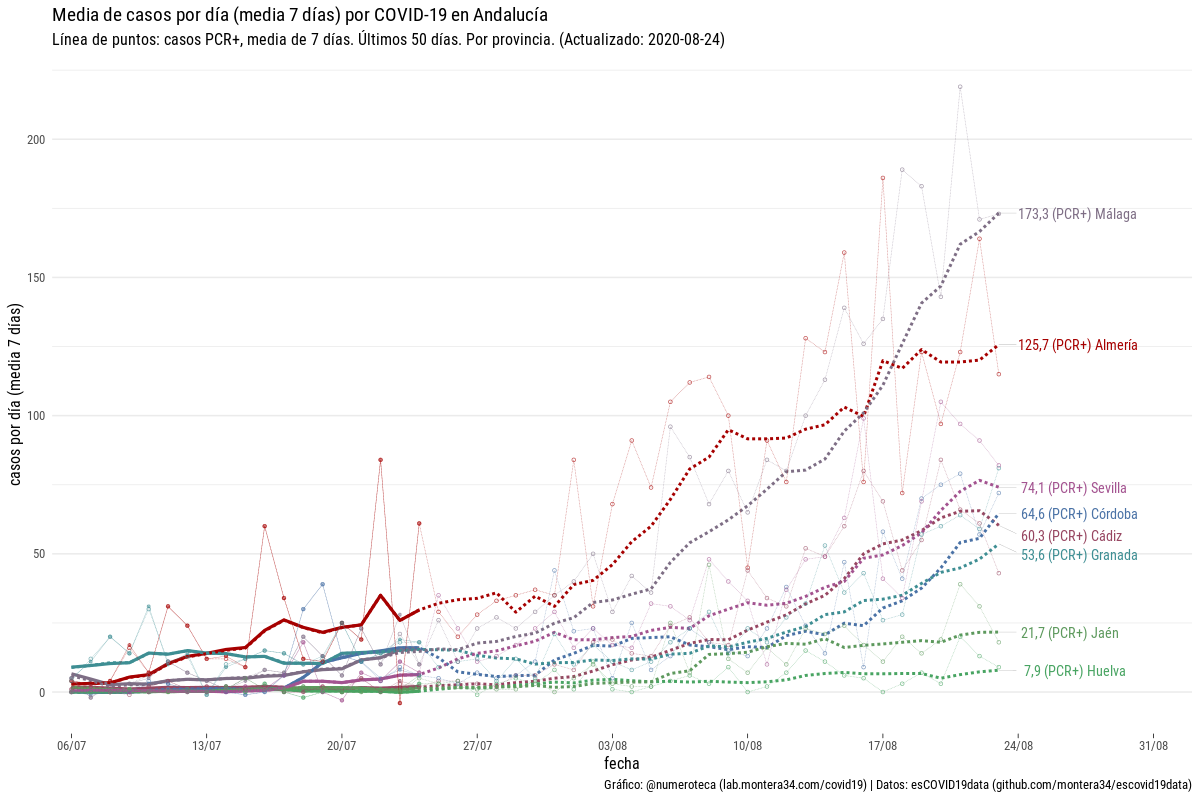 Media de casos por día (media 7 días) por COVID-19 en Andalucía
Línea de puntos: casos PCR+, media de 7 días. Últimos 50 días. Por provincia. (Actualizado: 2020-08-24)
casos por día (media 7 días)
200
150
100
50
0
173,3 (PCR+) Málaga
125,7 (PCR+) Almería
74,1 (PCR+) Sevilla
64,6 (PCR+) Córdoba
60,3 (PCR+) Cádiz
53,6 (PCR+) Granada
21,7 (PCR+) Jaén
7,9 (PCR+) Huelva
06/07 13/07 20/07 27/07 03/08 10/08 17/08 24/08 31/08
fecha
Gráfico: @numeroteca (lab.montera34.com/covid19) | Datos: esCOVID19data (github.com/montera34/escovid19data)